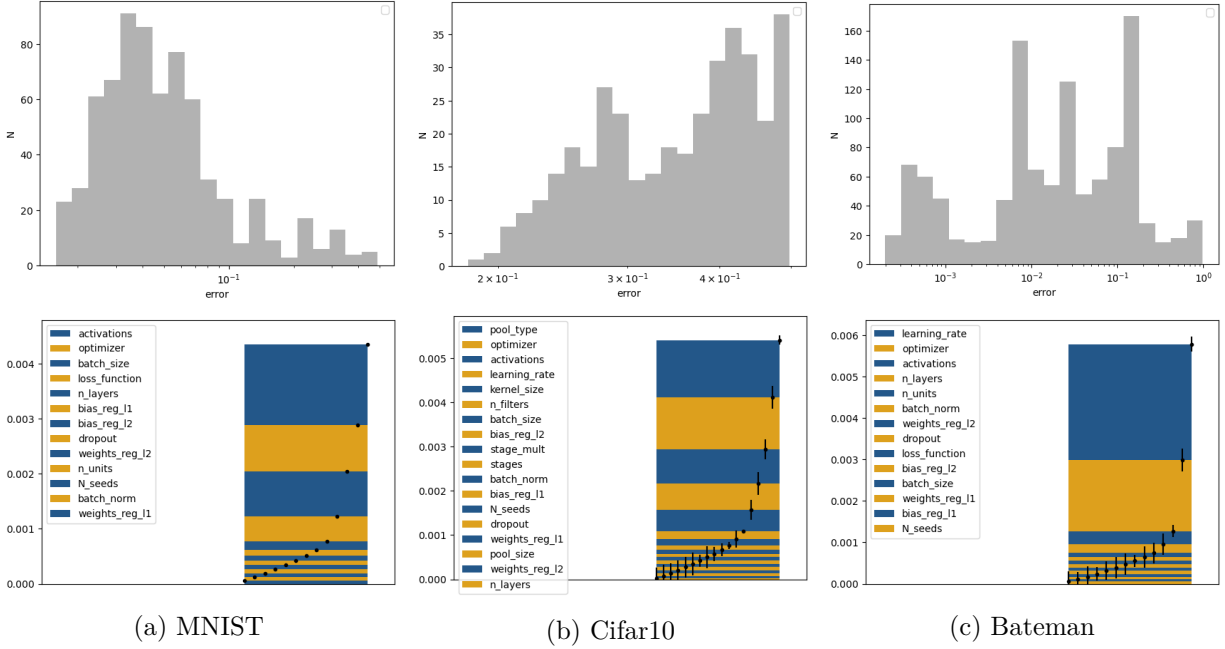 80
60
40
20
0
N
10⁻¹
error
35
30
25
20
15
10
5
0
N
2 × 10⁻¹
3 × 10⁻¹
4 × 10⁻¹
error
160
140
120
100
80
60
40
20
0
N
10⁻³
10⁻²
10⁻¹
10⁰
error
activations
optimizer
batch_size
loss_function
n_layers
bias_reg_l1
bias_reg_l2
dropout
weights_reg_l2
n_units
N_seeds
batch_norm
weights_reg_l1
0.004
0.003
0.002
0.001
0.000
pool_type
optimizer
activations
learning_rate
kernel_size
n_filters
batch_size
bias_reg_l2
stage_mult
stages
batch_norm
bias_reg_l1
N_seeds
dropout
weights_reg_l1
pool_size
weights_reg_l2
n_layers
0.005
0.004
0.003
0.002
0.001
0.000
learning_rate
optimizer
activations
n_layers
n_units
batch_norm
weights_reg_l2
dropout
loss_function
bias_reg_l2
batch_size
weights_reg_l1
bias_reg_l1
N_seeds
0.006
0.005
0.004
0.003
0.002
0.001
0.000
(a) MNIST
(b) Cifar10
(c) Bateman